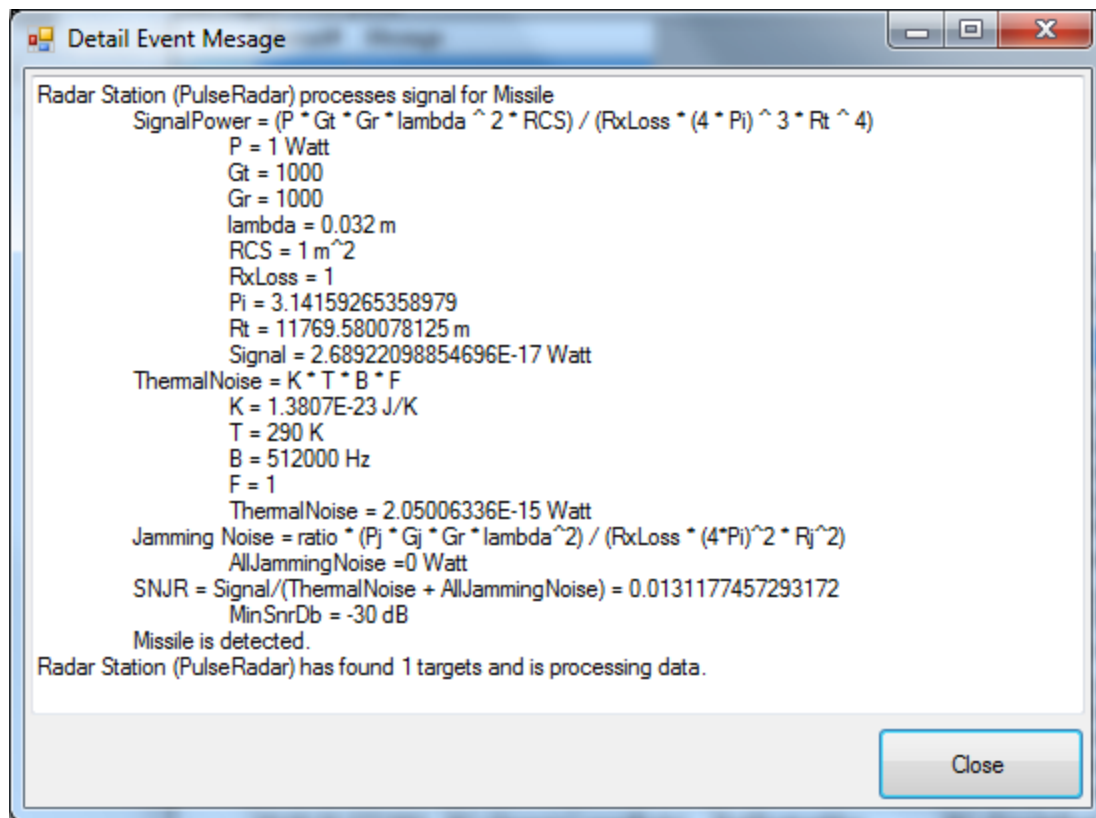 Detail Event Mesage
Radar Station (PulseRadar) processes signal for Missile
SignalPower = (P * Gt * Gr * lambda ^ 2 * RCS) / (RxLoss * (4 * Pi) ^ 3 * Rt ^ 4)
P = 1 Watt
Gt = 1000
Gr = 1000
lambda = 0.032 m
RCS = 1 m^2
RxLoss = 1
Pi = 3.14159265358979
Rt = 11769.580078125 m
Signal = 2.68922098854696E-17 Watt
ThermalNoise = K * T * B * F
K = 1.3807E-23 J/K
T = 290 K
B = 512000 Hz
F = 1
ThermalNoise = 2.05006336E-15 Watt
Jamming Noise = ratio * (Pj * Gj * Gr * lambda^2) / (RxLoss * (4*Pi)^2 * Rj^2)
AllJammingNoise =0 Watt
SNJR = Signal/(ThermalNoise + AllJammingNoise) = 0.0131177457293172
MinSnrDb = -30 dB
Missile is detected.
Radar Station (PulseRadar) has found 1 targets and is processing data.
Close